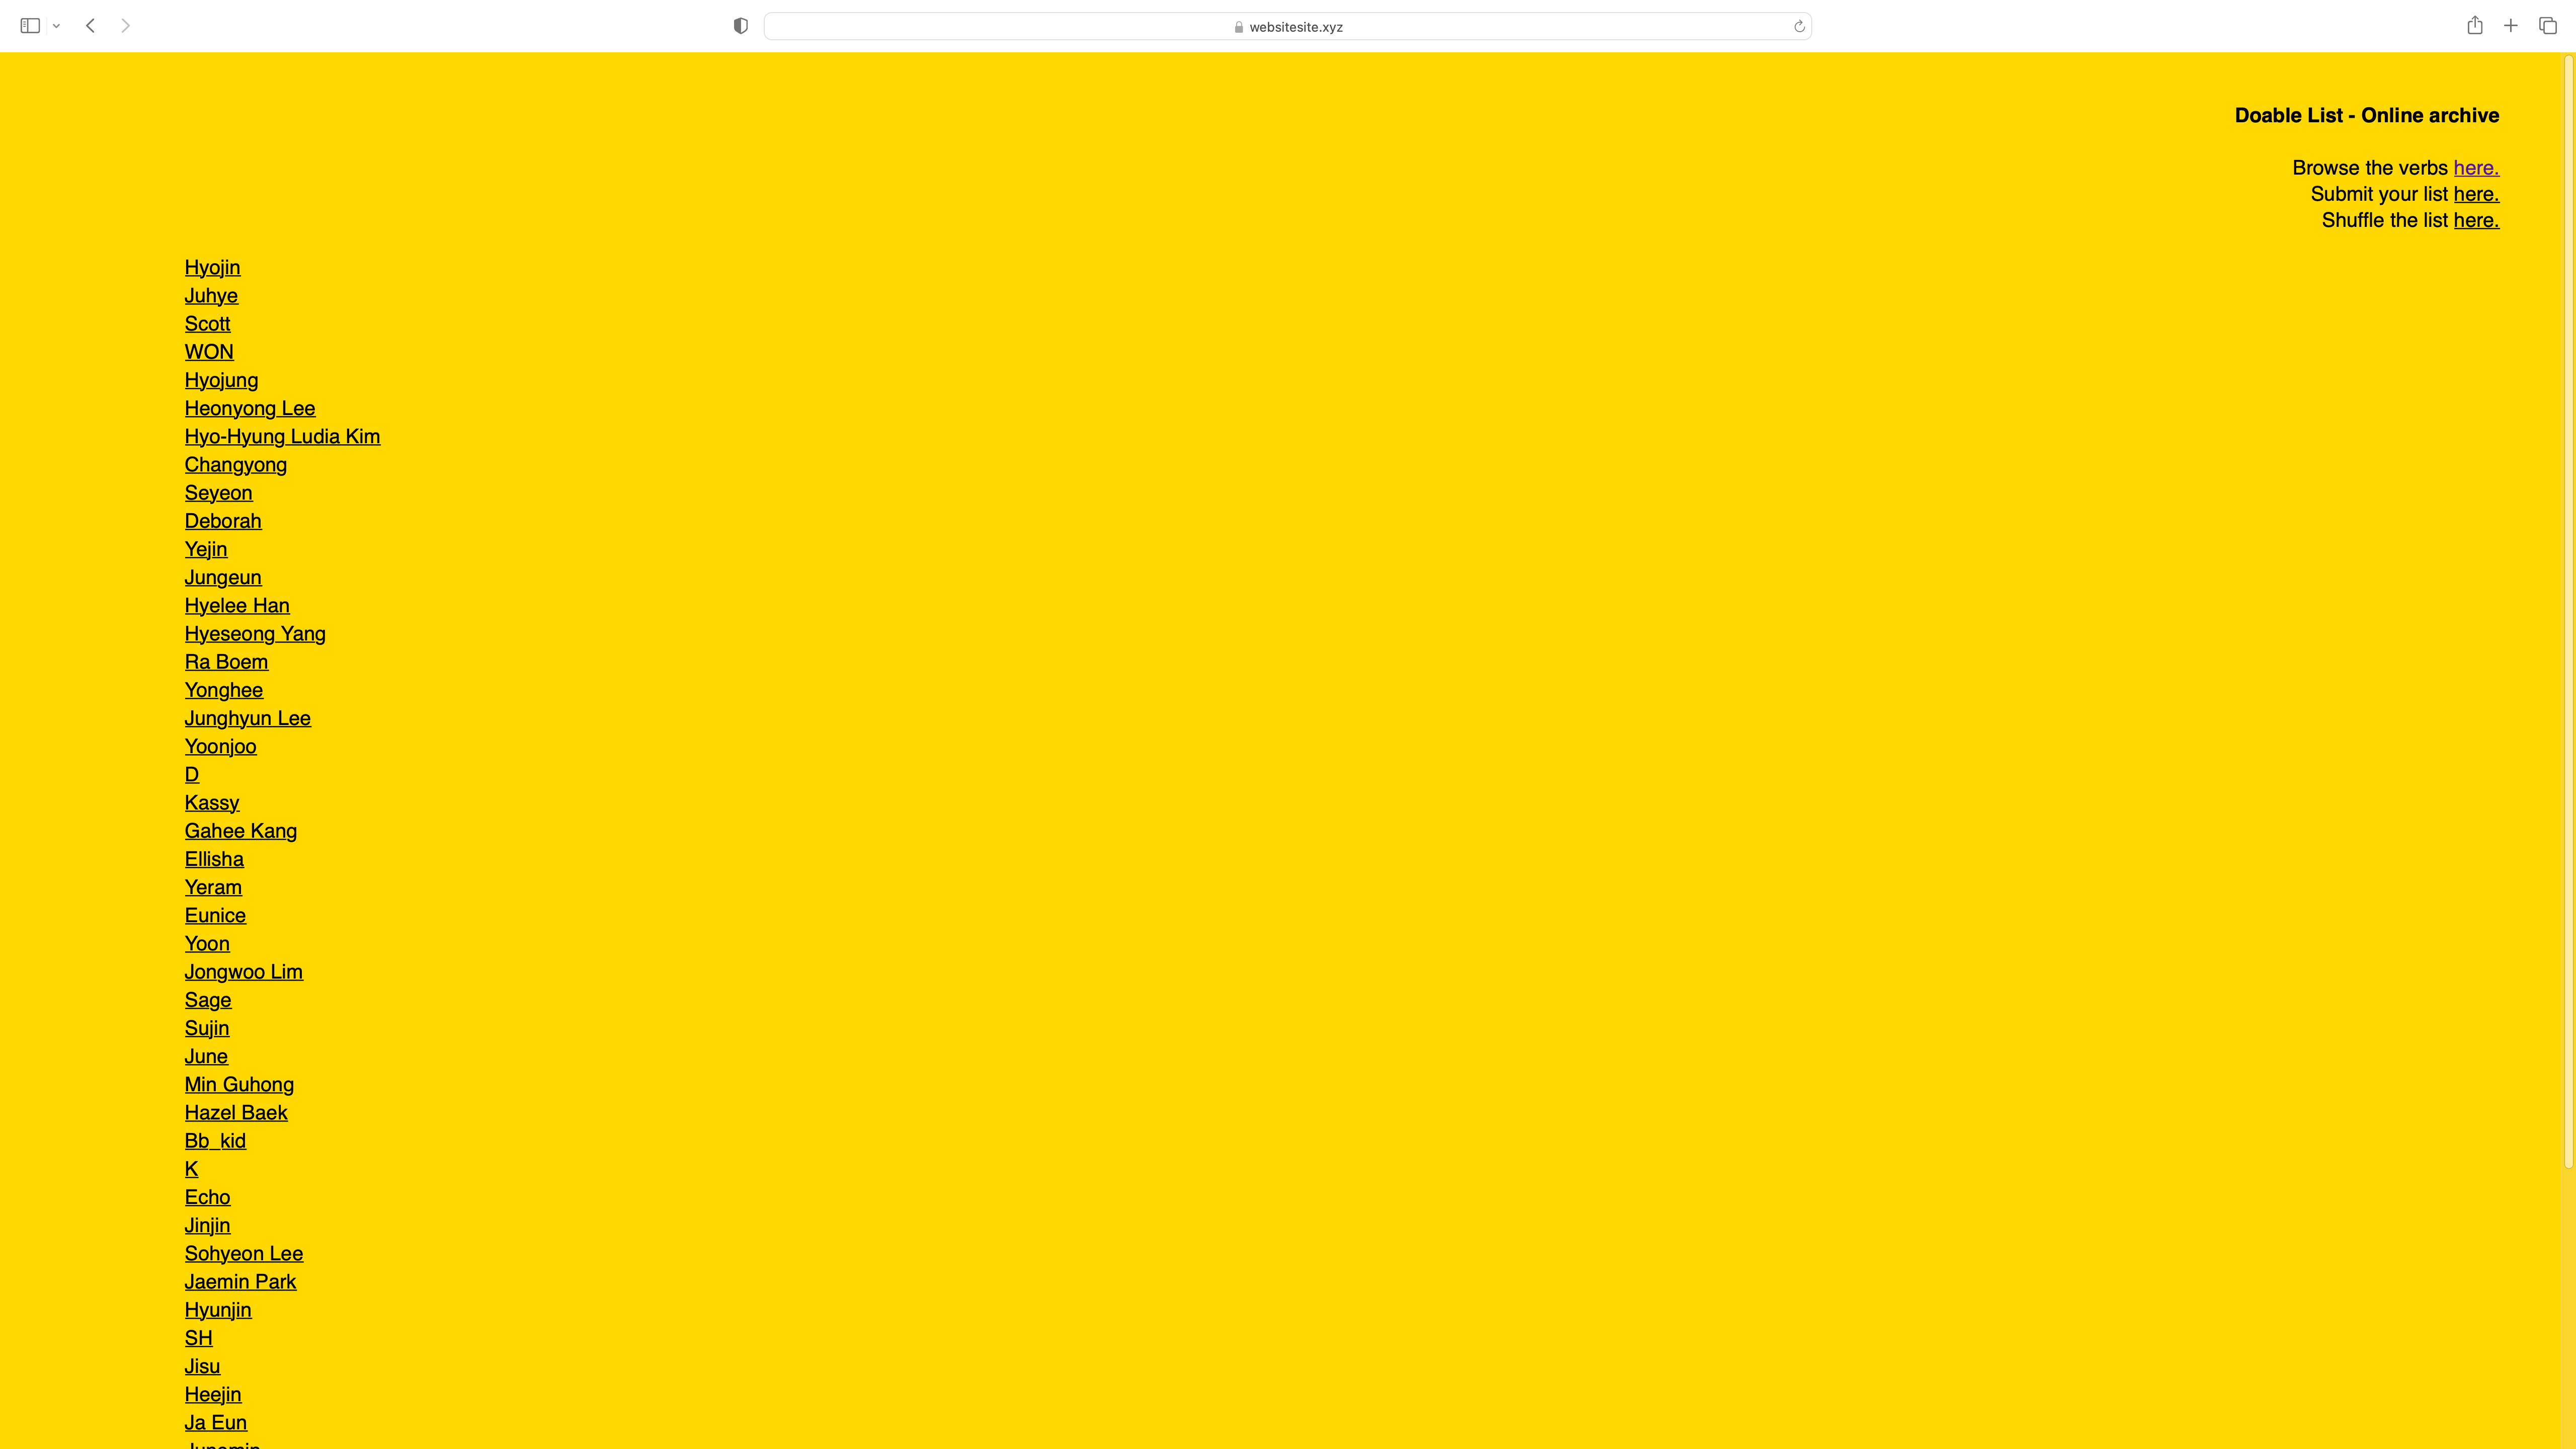 websitesite.xyz
Doable List - Online archive
Browse the verbs here.
Submit your list here.
Shuffle the list here.
Hyojin
Juhye
Scott
WON
Hyojung
Heonyong Lee
Hyo-Hyung Ludia Kim
Changyong
Seyeon
Deborah
Yejin
Jungeun
Hyelee Han
Hyeseong Yang
Ra Boem
Yonghee
Junghyun Lee
Yoonjoo
D
Kassy
Gahee Kang
Ellisha
Yeram
Eunice
Yoon
Jongwoo Lim
Sage
Sujin
June
Min Guhong
Hazel Baek
Bb_kid
K
Echo
Jinjin
Sohyeon Lee
Jaemin Park
Hyunjin
SH
Jisu
Heejin
Ja Eun